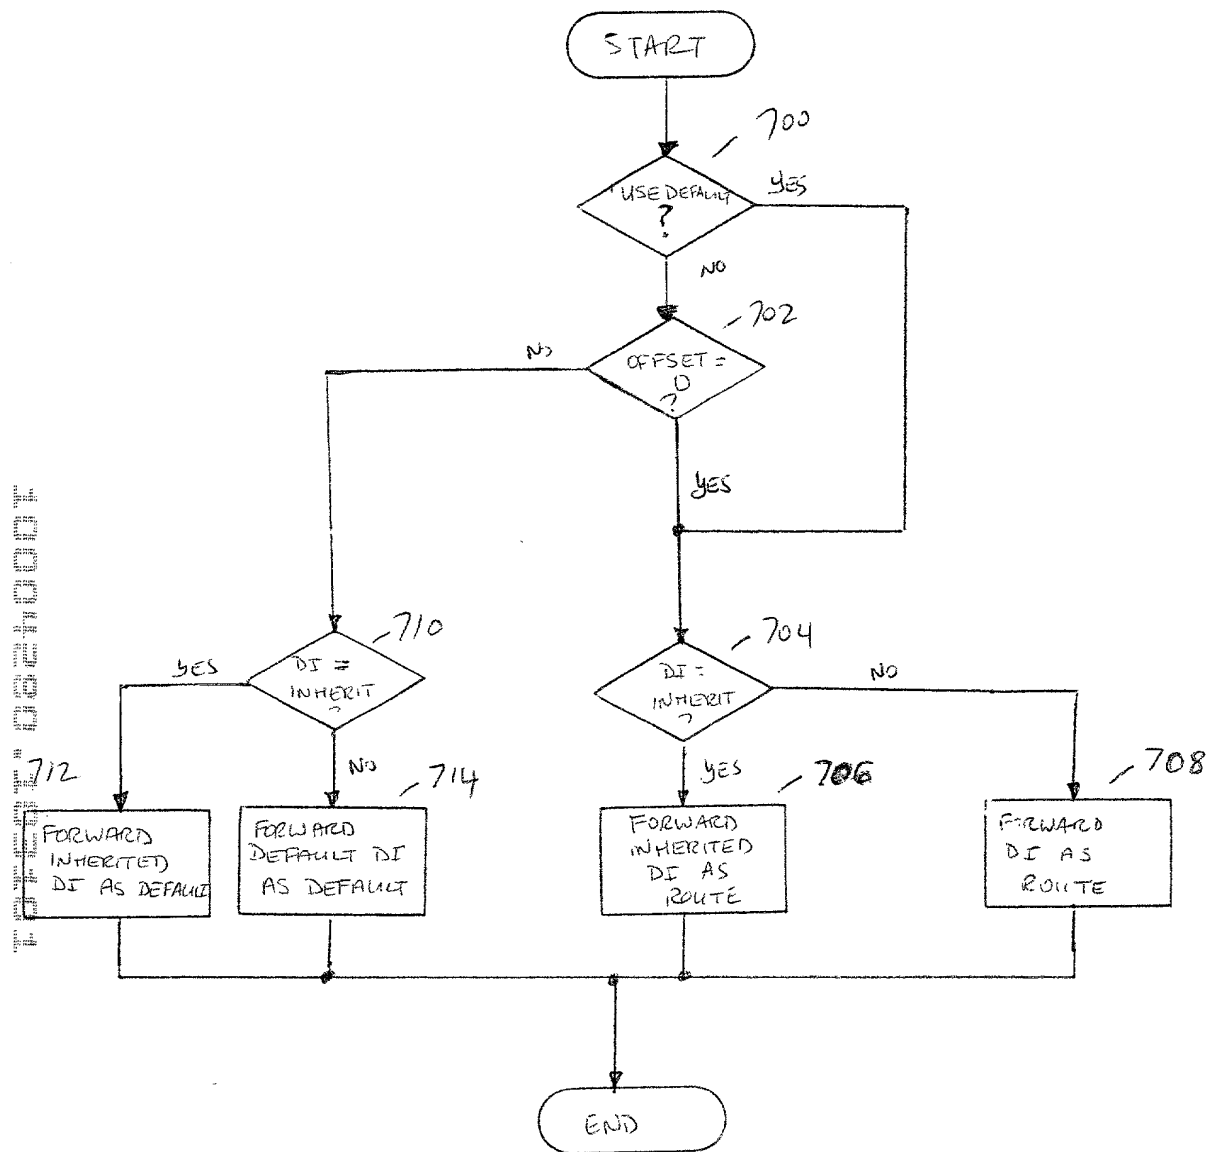 START
700
USE DEFAULT
?
YES
NO
702
OFFSET =
0
?
NO
YES
710
DI =
INHERIT
?
YES
NO
704
DI =
INHERIT
?
NO
YES
712
FORWARD
INHERITED
DI AS DEFAULT
714
FORWARD
DEFAULT DI
AS DEFAULT
706
FORWARD
INHERITED
DI AS
ROUTE
708
FORWARD
DI AS
ROUTE
END